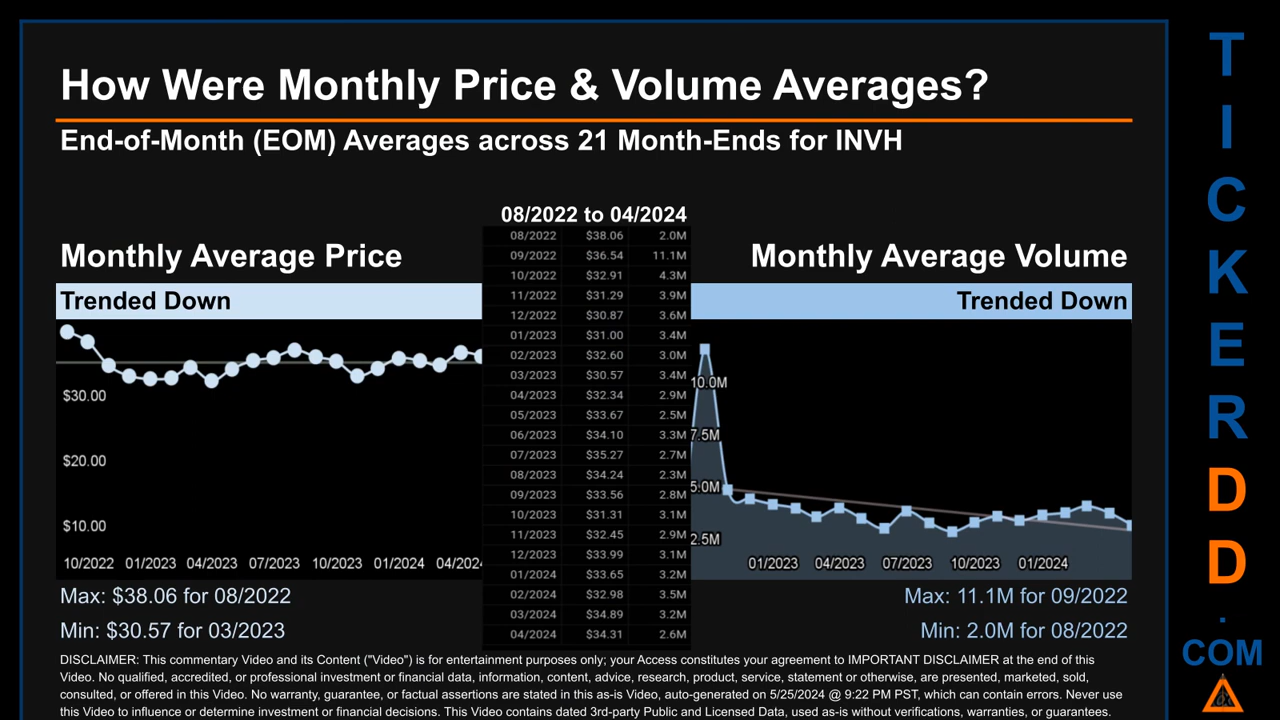 How Were Monthly Price & Volume Averages?
End-of-Month (EOM) Averages across 21 Month-Ends for INVH
08/2022 to 04/2024
Monthly Average Price
Trended Down
$30.00
$20.00
$10.00
10/2022 01/2023 04/2023 07/2023 10/2023 01/2024 04/2024
Max: $38.06 for 08/2022
Min: $30.57 for 03/2023
08/2022 $38.06 2.0M
09/2022 $36.54 11.1M
10/2022 $32.91 4.3M
11/2022 $31.29 3.9M
12/2022 $30.87 3.6M
01/2023 $31.00 3.4M
02/2023 $32.60 3.0M
03/2023 $30.57 3.4M
04/2023 $32.34 2.9M
05/2023 $33.67 2.5M
06/2023 $34.10 3.3M
07/2023 $35.27 2.7M
08/2023 $34.24 2.3M
09/2023 $33.56 2.8M
10/2023 $31.31 3.1M
11/2023 $32.45 2.9M
12/2023 $33.99 3.1M
01/2024 $33.65 3.2M
02/2024 $32.98 3.5M
03/2024 $34.89 3.2M
04/2024 $34.31 2.6M
Monthly Average Volume
Trended Down
10.0M
7.5M
5.0M
2.5M
01/2023 04/2023 07/2023 10/2023 01/2024
Max: 11.1M for 09/2022
Min: 2.0M for 08/2022
DISCLAIMER: This commentary Video and its Content ("Video") is for entertainment purposes only; your Access constitutes your agreement to IMPORTANT DISCLAIMER at the end of this
Video. No qualified, accredited, or professional investment or financial data, information, content, advice, research, product, service, statement or otherwise, are presented, marketed, sold,
consulted, or offered in this Video. No warranty, guarantee, or factual assertions are stated in this as-is Video, auto-generated on 5/25/2024 @ 9:22 PM PST, which can contain errors. Never use
this Video to influence or determine investment or financial decisions. This Video contains dated 3rd-party Public and Licensed Data, used as-is without verifications, warranties, or guarantees.
T
I
C
K
E
R
D
D
.
COM